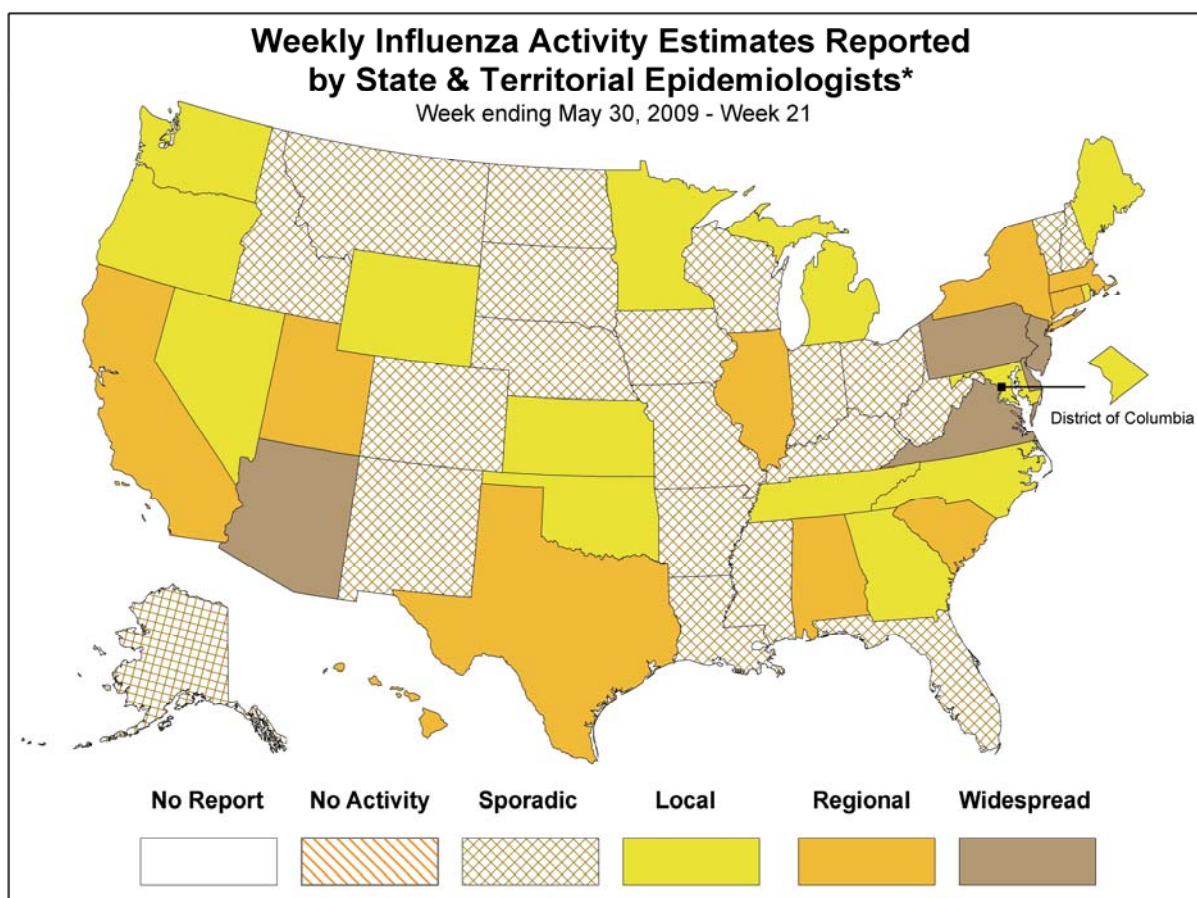 Weekly Influenza Activity Estimates Reported
by State & Territorial Epidemiologists*
Week ending May 30, 2009 - Week 21
District of Columbia
No Report No Activity Sporadic Local Regional Widespread